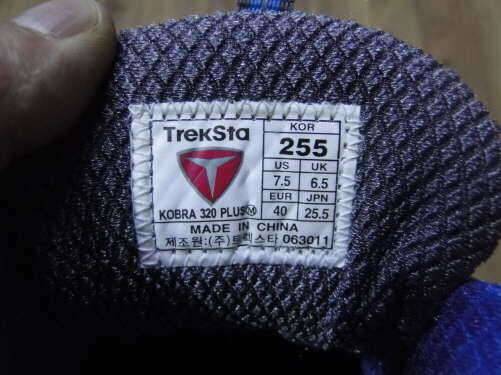 TrekSta
KOR
255
US UK
7.5 6.5
EUR JPN
40 25.5
KOBRA 320 PLUS Ⓜ
MADE IN CHINA
제조원:(주)트렉스타 063011